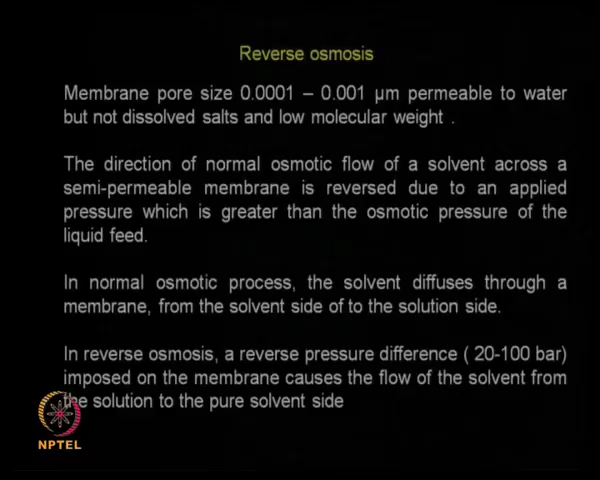 Reverse osmosis
Membrane pore size 0.0001 – 0.001 μm permeable to water
but not dissolved salts and low molecular weight .
The direction of normal osmotic flow of a solvent across a
semi-permeable membrane is reversed due to an applied
pressure which is greater than the osmotic pressure of the
liquid feed.
In normal osmotic process, the solvent diffuses through a
membrane, from the solvent side of to the solution side.
In reverse osmosis, a reverse pressure difference ( 20-100 bar)
imposed on the membrane causes the flow of the solvent from
the solution to the pure solvent side
NPTEL